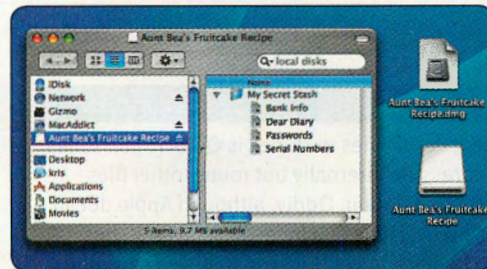 Aunt Bea's Fruitcake Recipe
local disks
Name
iDisk
Network
Gizmo
MacAddict
Aunt Bea's Fruitcake Recipe
Desktop
kris
Applications
Documents
Movies
My Secret Stash
Bank Info
Dear Diary
Passwords
Serial Numbers
5 items, 9.7 MB available
Aunt Bea's Fruitcake
Recipe.dmg
Aunt Bea's Fruitcake
Recipe